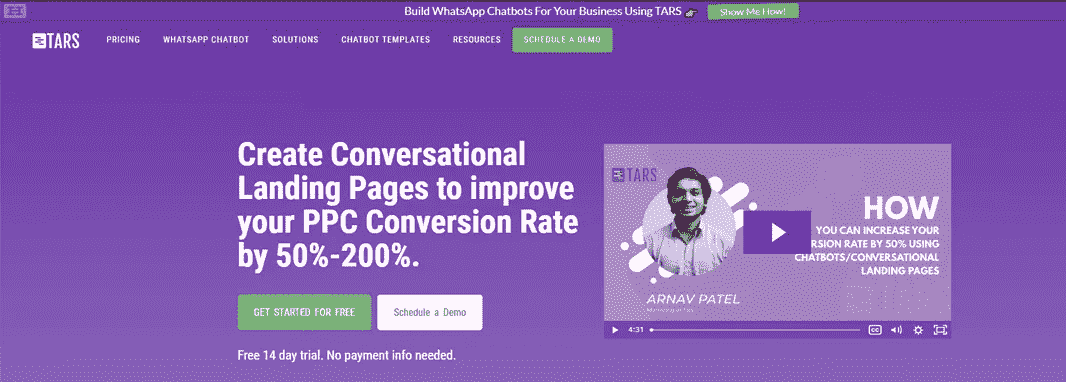 Build WhatsApp Chatbots For Your Business Using TARS
Show Me How!
TARS
PRICING
WHATSAPP CHATBOT
SOLUTIONS
CHATBOT TEMPLATES
RESOURCES
SCHEDULE A DEMO
Create Conversational
Landing Pages to improve
your PPC Conversion Rate
by 50%-200%.
GET STARTED FOR FREE
Schedule a Demo
Free 14 day trial. No payment info needed.
TARS
HOW
YOU CAN INCREASE YOUR
RSION RATE BY 50% USING
CHATBOTS/CONVERSATIONAL
LANDING PAGES
ARNAV PATEL
4:31
CC